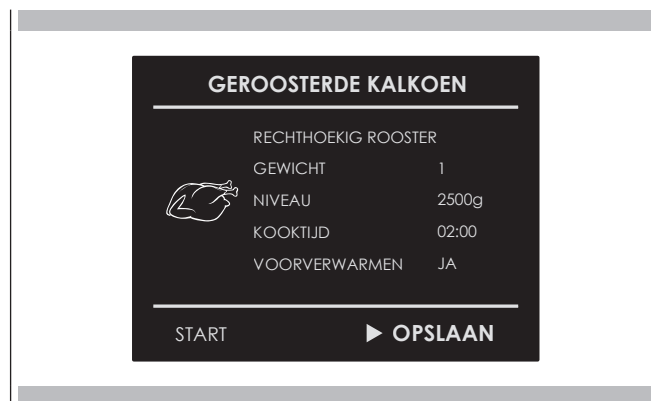 GEROOSTERDE KALKOEN
RECHTHOEKIG ROOSTER
GEWICHT 1
NIVEAU 2500g
KOOKTIJD 02:00
VOORVERWARMEN JA
START ▶ OPSLAAN